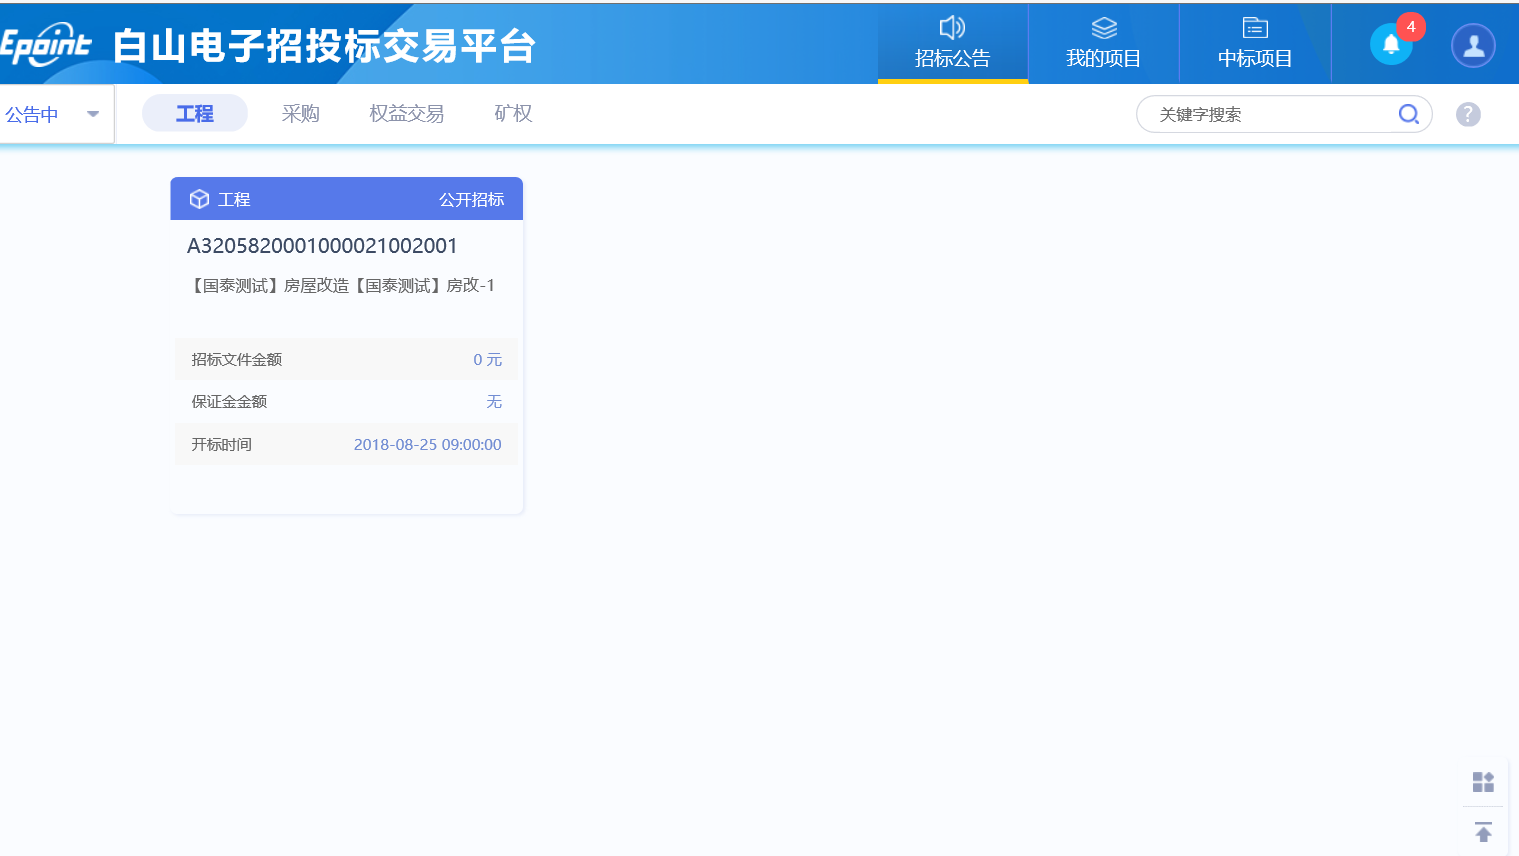 Epoint 白山电子招投标交易平台
招标公告
我的项目
中标项目
4
公告中
工程
采购
权益交易
矿权
关键字搜索
?
工程 公开招标
A3205820001000021002001
【国泰测试】房屋改造【国泰测试】房改-1
招标文件金额 0 元
保证金金额 无
开标时间 2018-08-25 09:00:00